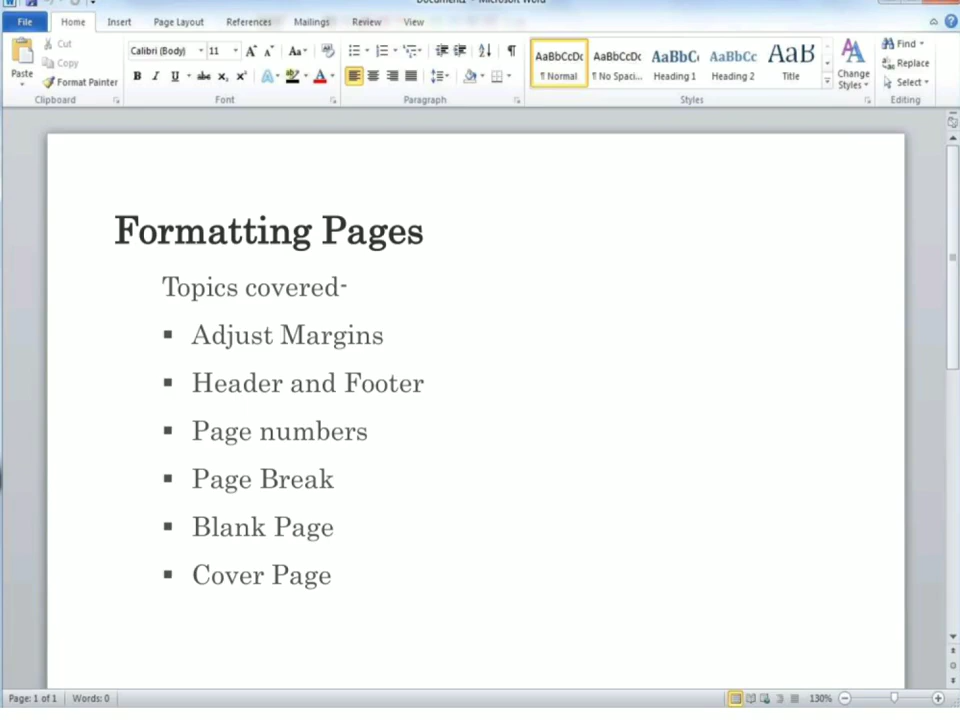 Microsoft Word
File Home Insert Page Layout References Mailings Review View
Paste
Cut
Copy
Format Painter
Clipboard
Calibri (Body) 11
Font
Paragraph
AaBbCcDc AaBbCcDc AaBbC AaBbCc AaB
¶ Normal ¶ No Spaci... Heading 1 Heading 2 Title
Change
Styles
Styles
Find
Replace
Select
Editing
Formatting Pages
Topics covered-
Adjust Margins
Header and Footer
Page numbers
Page Break
Blank Page
Cover Page
Page: 1 of 1 Words: 0 130%